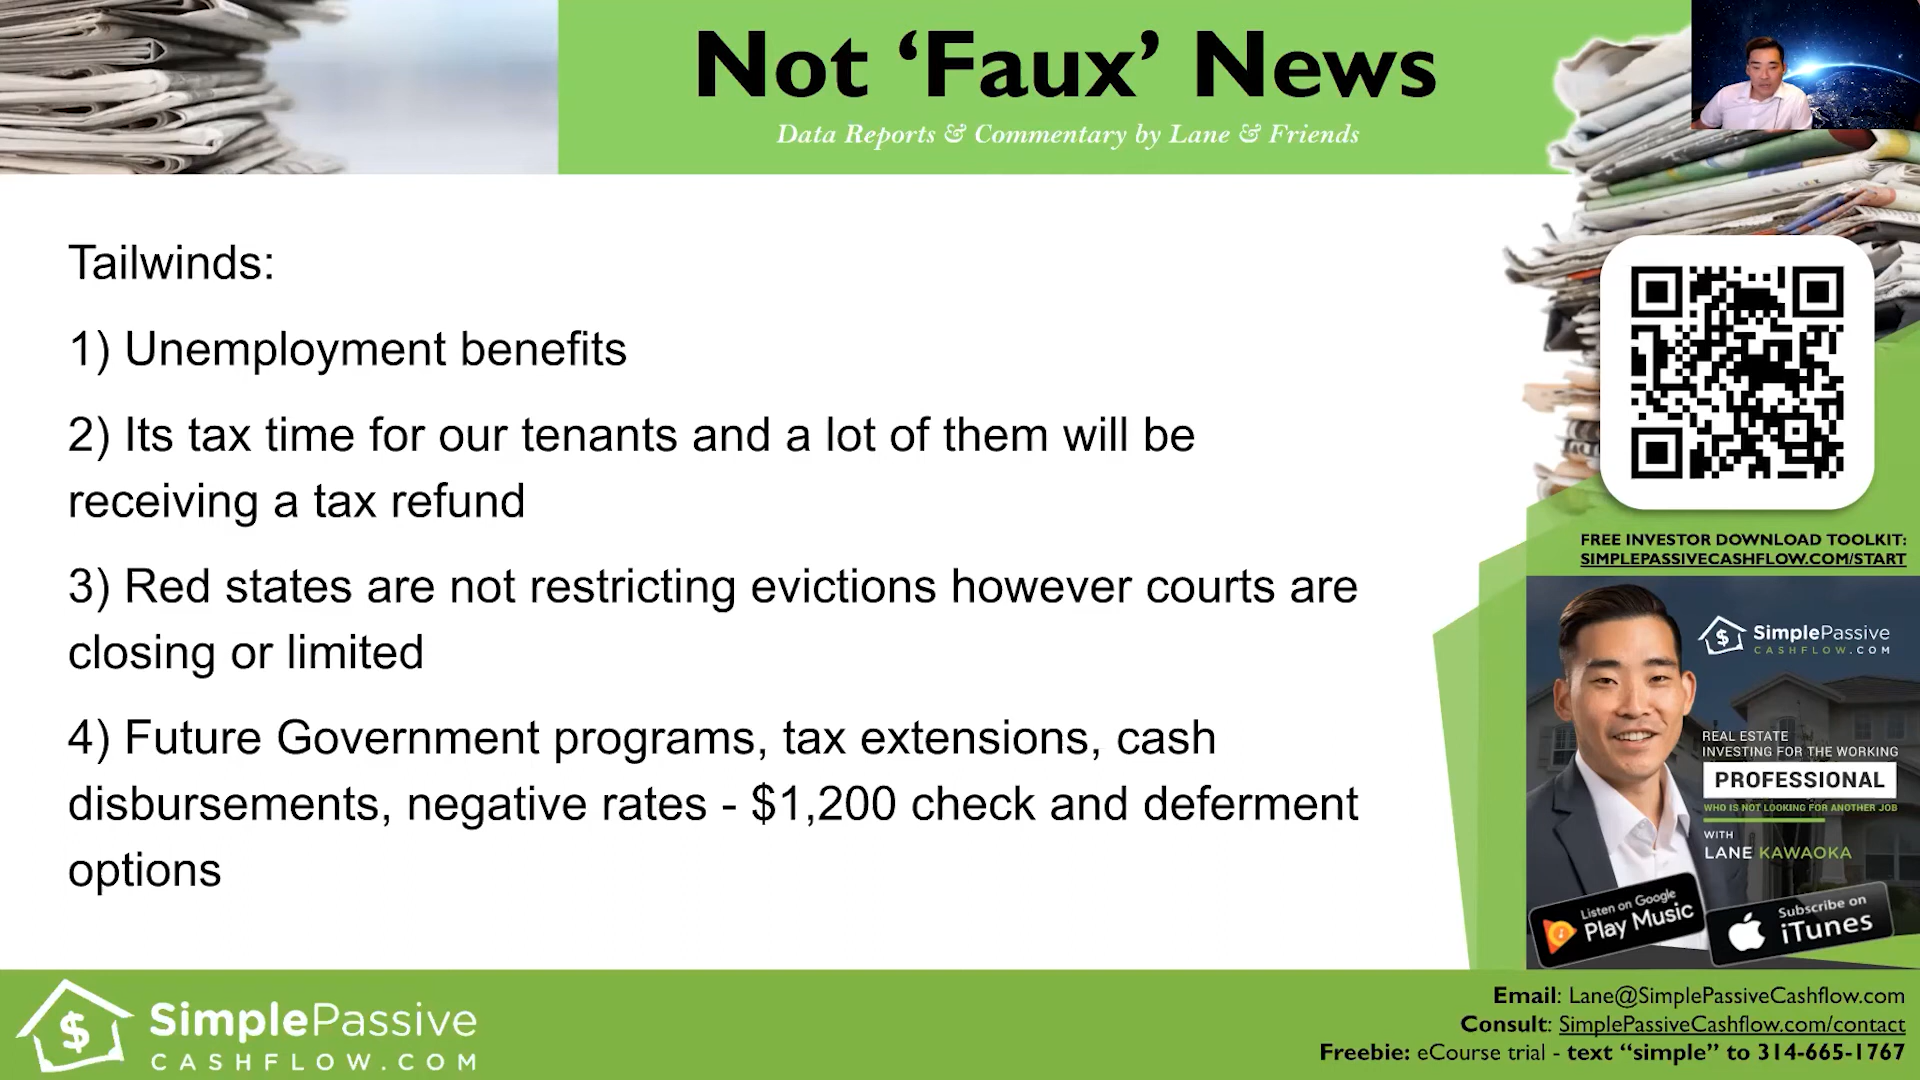 Not ‘Faux’ News
Data Reports & Commentary by Lane & Friends
Tailwinds:
1) Unemployment benefits
2) Its tax time for our tenants and a lot of them will be
receiving a tax refund
3) Red states are not restricting evictions however courts are
closing or limited
4) Future Government programs, tax extensions, cash
disbursements, negative rates - $1,200 check and deferment
options
FREE INVESTOR DOWNLOAD TOOLKIT:
SIMPLEPASSIVECASHFLOW.COM/START
SimplePassive
CASHFLOW.COM
REAL ESTATE
INVESTING FOR THE WORKING
PROFESSIONAL
WHO IS NOT LOOKING FOR ANOTHER JOB
WITH
LANE KAWAOKA
Listen on Google
Play Music
Subscribe on
iTunes
SimplePassive
CASHFLOW.COM
Email: Lane@SimplePassiveCashflow.com
Consult: SimplePassiveCashflow.com/contact
Freebie: eCourse trial - text “simple” to 314-665-1767